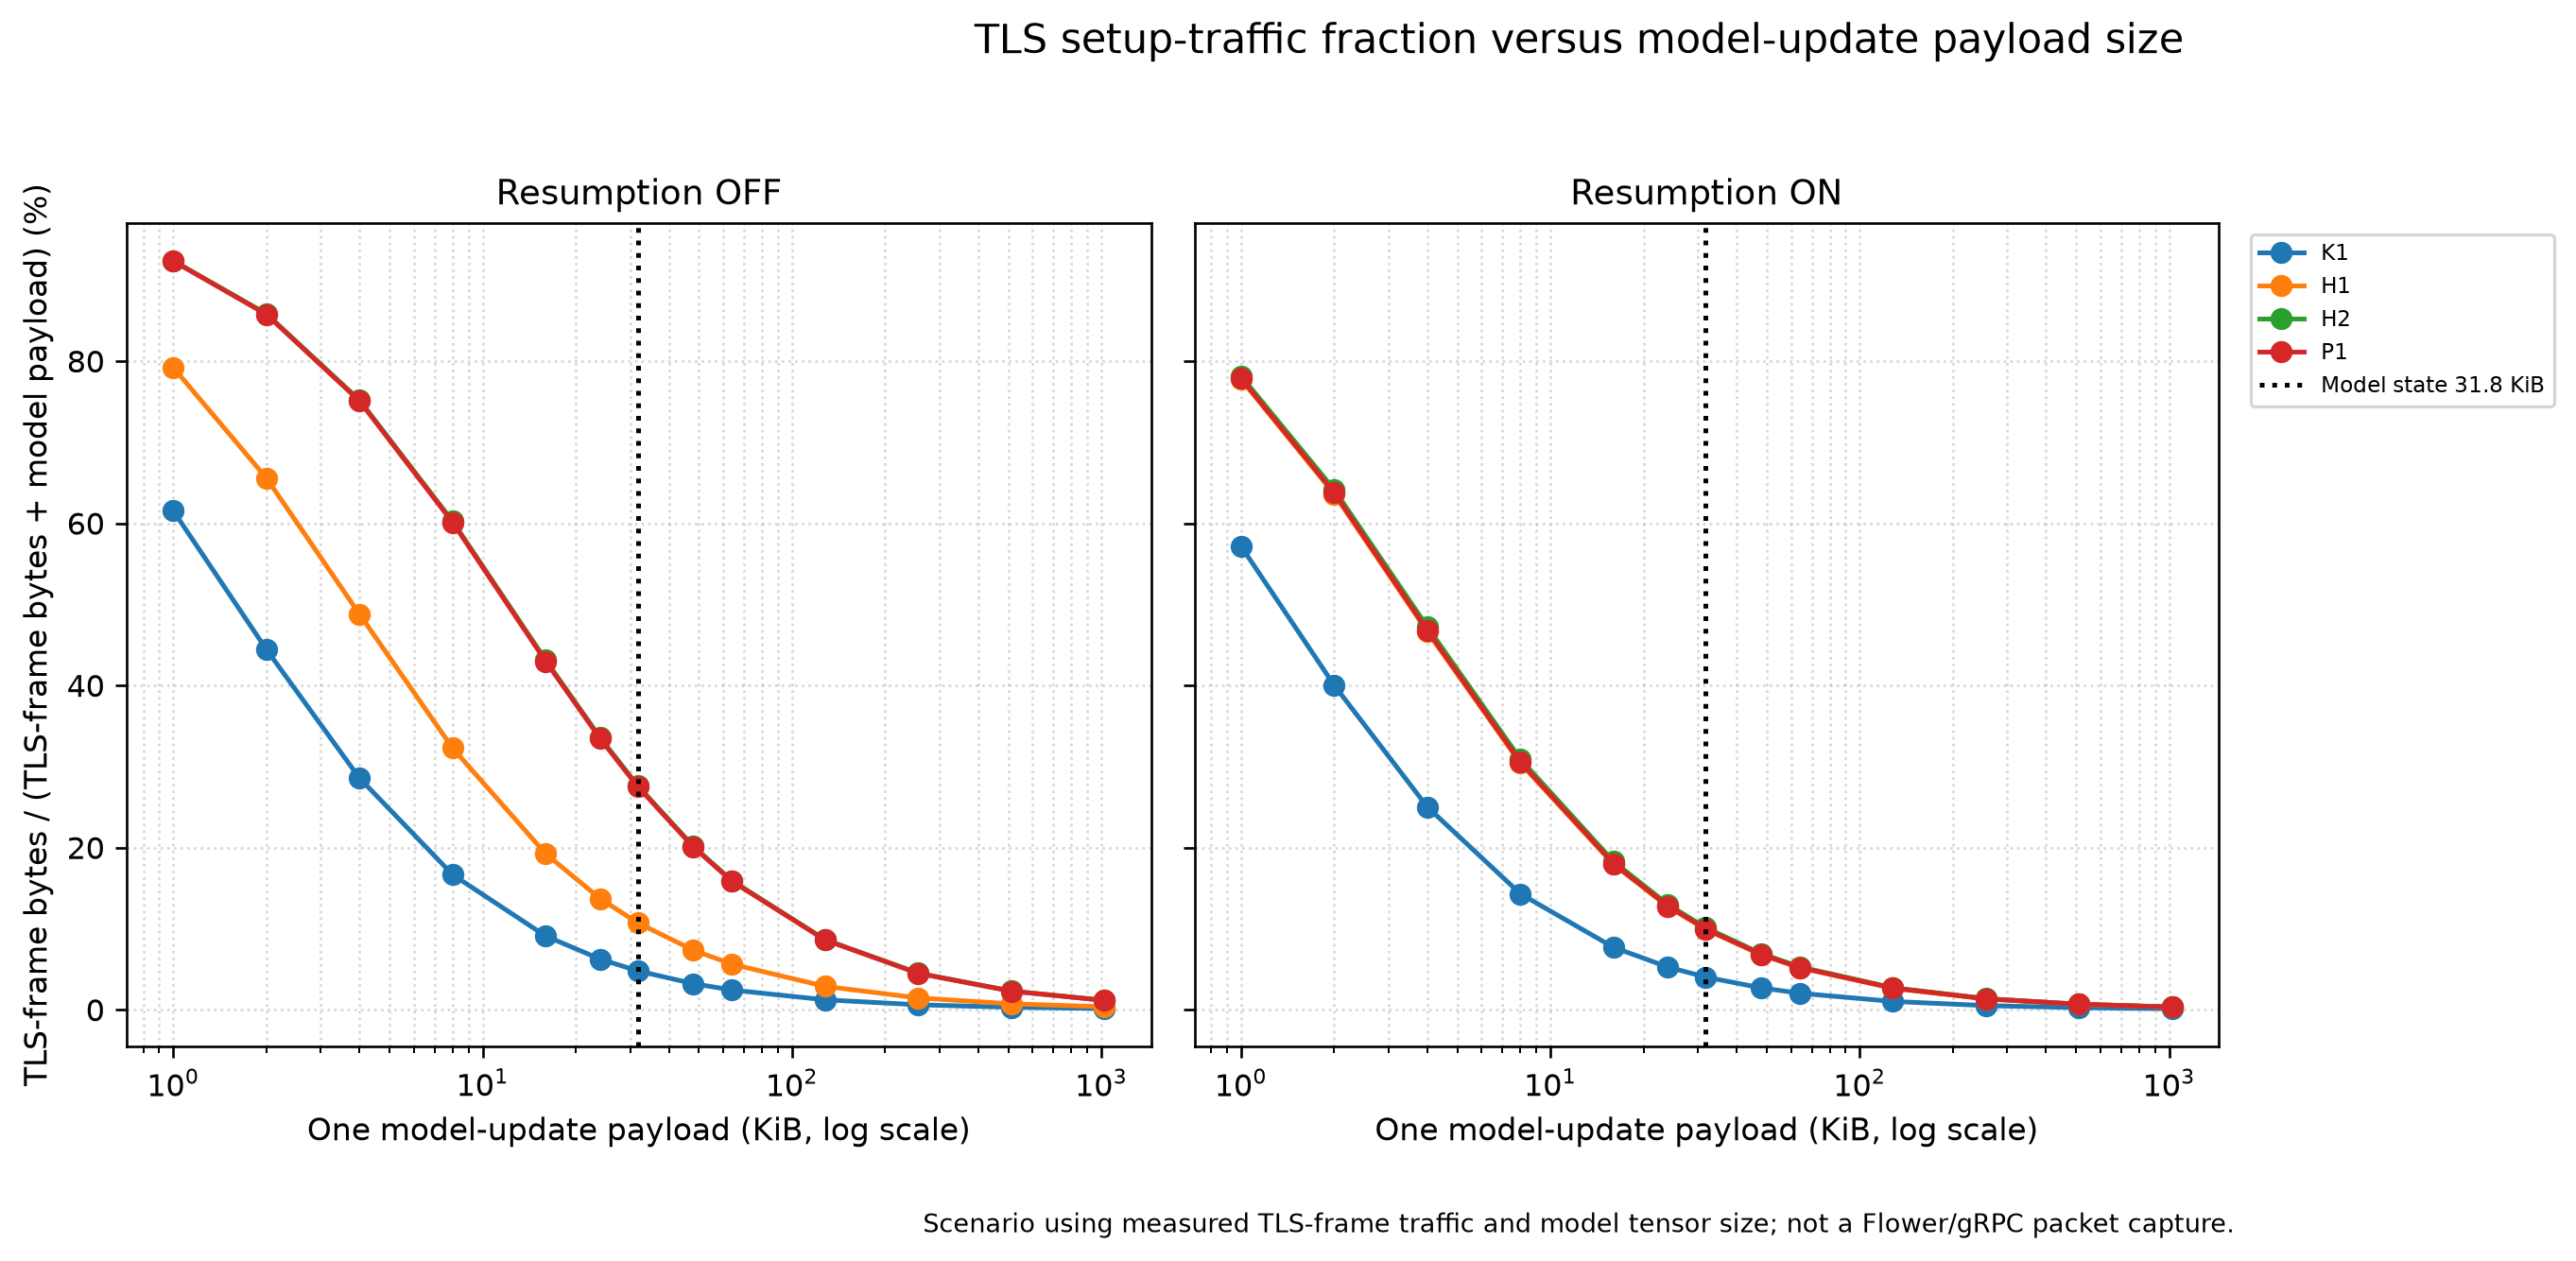 TLS setup-traffic fraction versus model-update payload size
Resumption OFF
Resumption ON
TLS-frame bytes / (TLS-frame bytes + model payload) (%)
80
60
40
20
0
10⁰ 10¹ 10² 10³
10⁰ 10¹ 10² 10³
One model-update payload (KiB, log scale)
One model-update payload (KiB, log scale)
K1
H1
H2
P1
Model state 31.8 KiB
Scenario using measured TLS-frame traffic and model tensor size; not a Flower/gRPC packet capture.